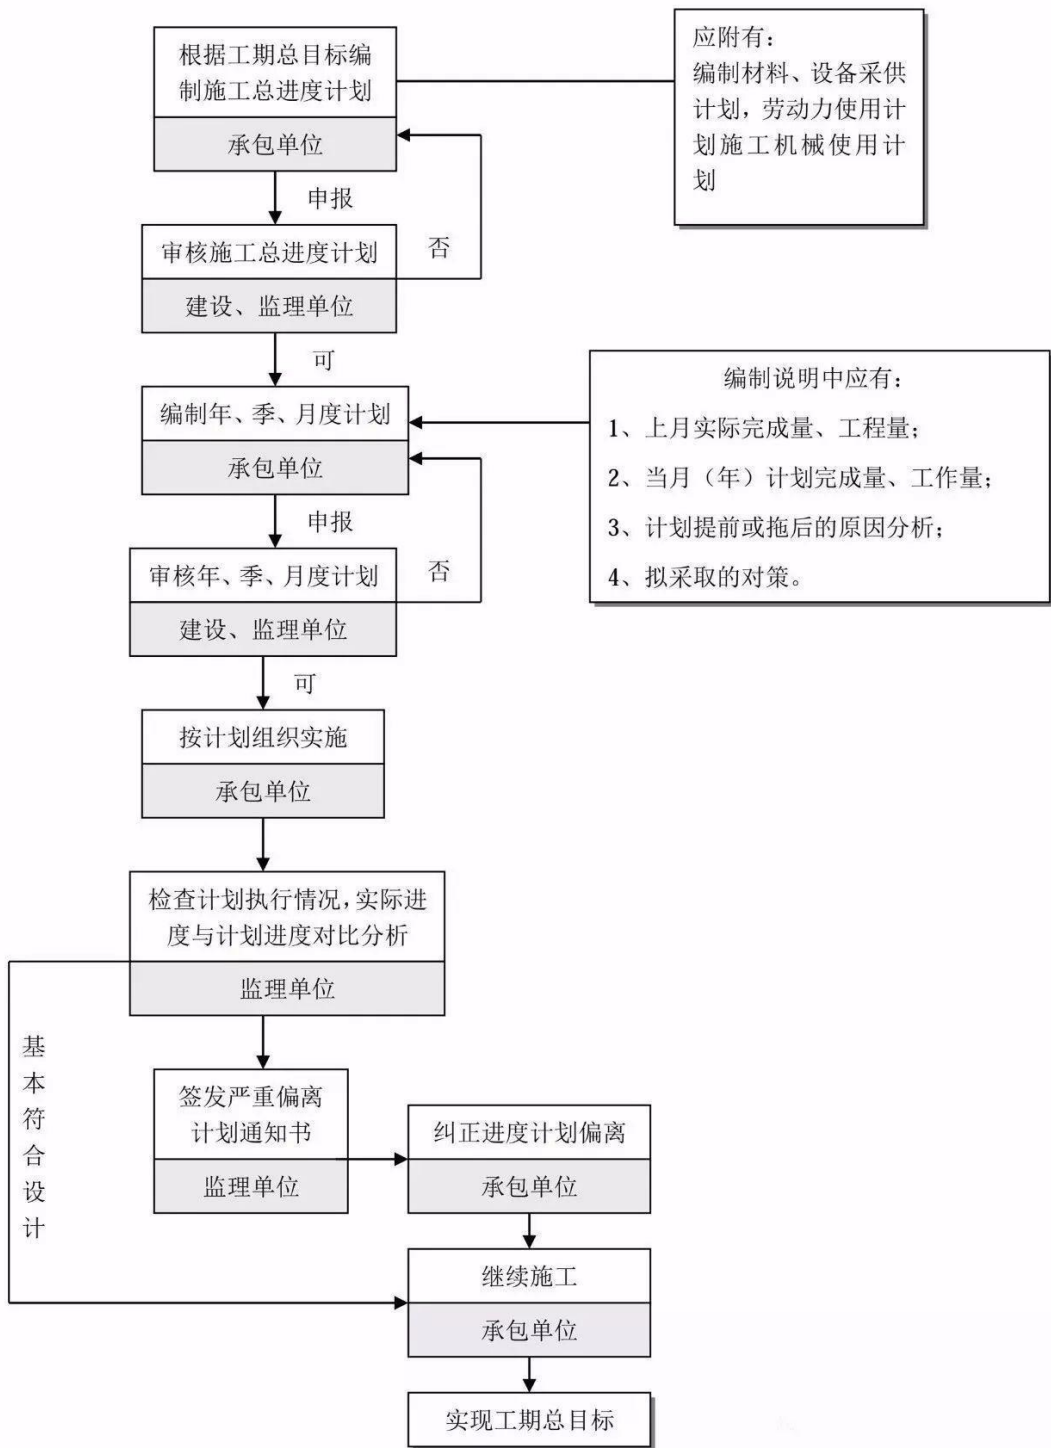 根据工期总目标编
制施工总进度计划
承包单位
应附有：
编制材料、设备采供
计划，劳动力使用计
划施工机械使用计
划
申报
审核施工总进度计划
否
建设、监理单位
可
编制年、季、月度计划
承包单位
编制说明中应有：
1、上月实际完成量、工程量；
2、当月（年）计划完成量、工作量；
3、计划提前或拖后的原因分析；
4、拟采取的对策。
申报
审核年、季、月度计划
否
建设、监理单位
可
按计划组织实施
承包单位
检查计划执行情况，实际进
度与计划进度对比分析
监理单位
基本符合设计
签发严重偏离
计划通知书
监理单位
纠正进度计划偏离
承包单位
继续施工
承包单位
实现工期总目标